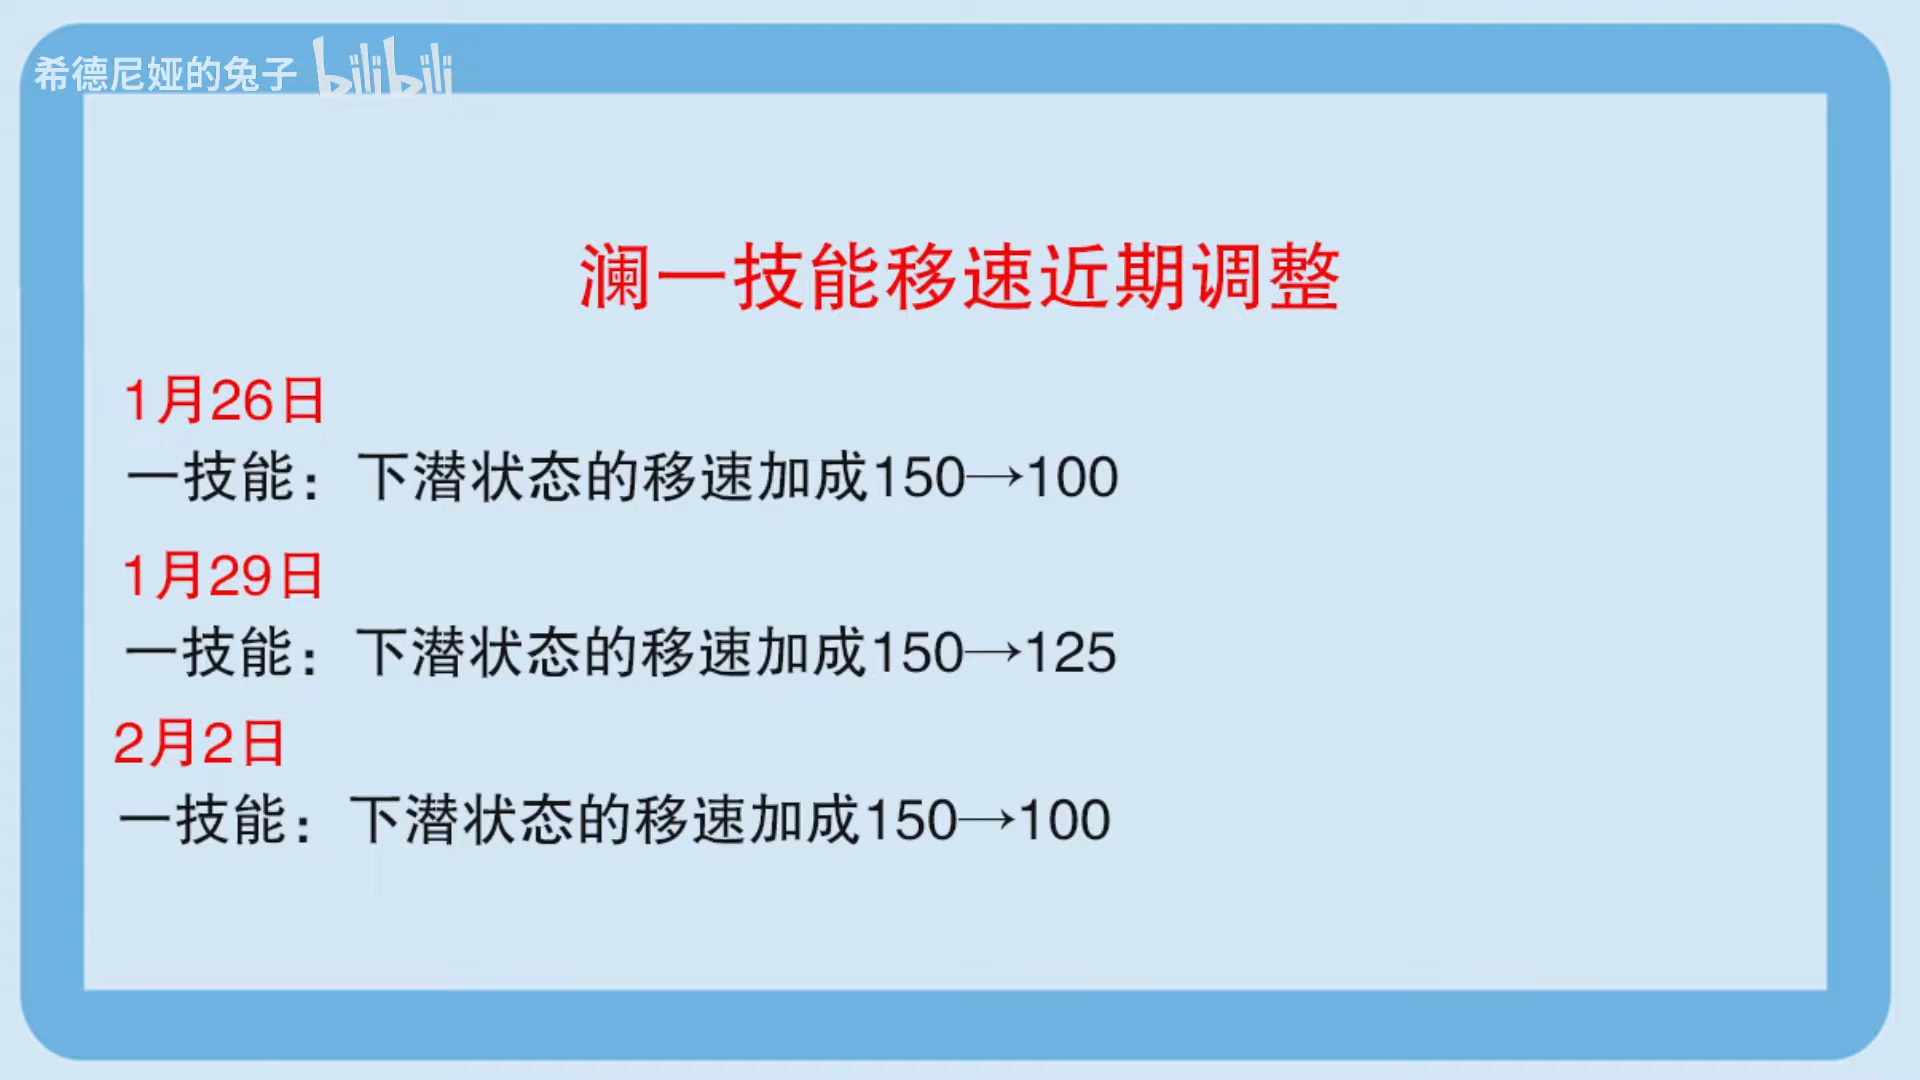 希德尼娅的兔子 bilibili
澜一技能移速近期调整
1月26日
一技能：下潜状态的移速加成150→100
1月29日
一技能：下潜状态的移速加成150→125
2月2日
一技能：下潜状态的移速加成150→100